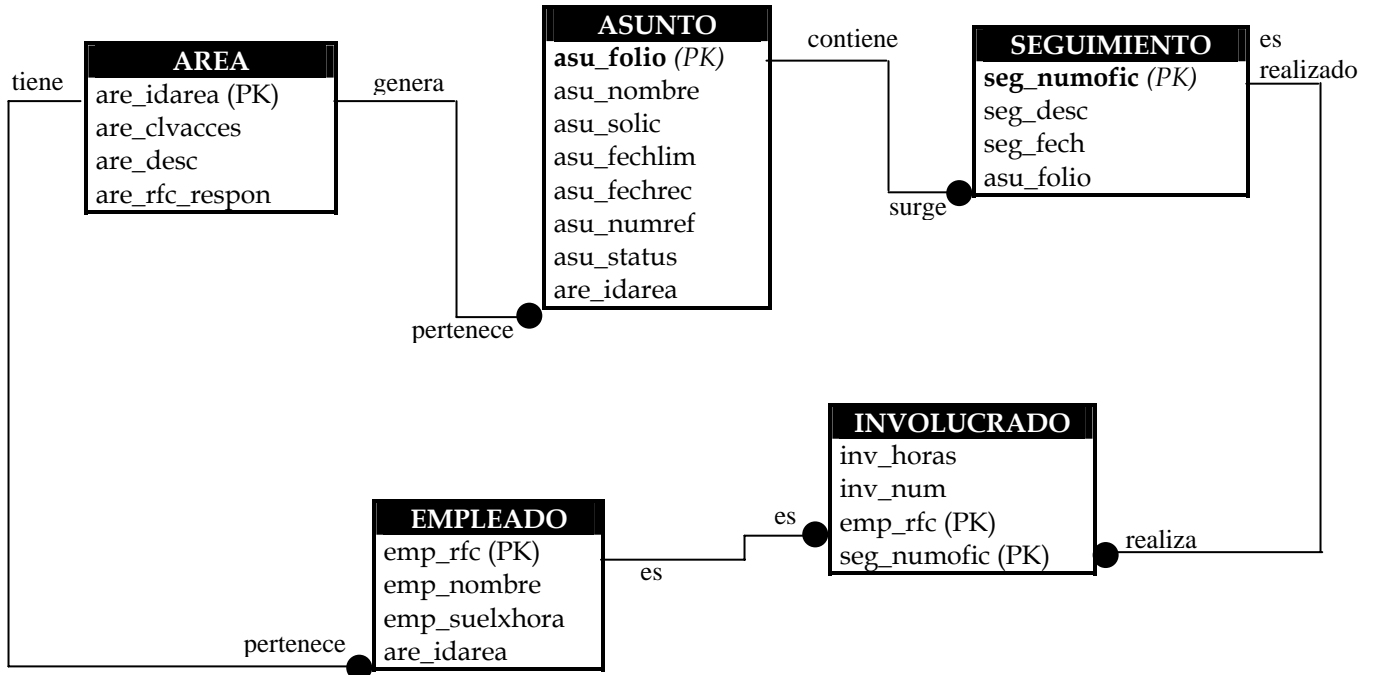 tiene
AREA
are_idarea (PK)
are_clvacces
are_desc
are_rfc_respon
genera
pertenece
ASUNTO
asu_folio (PK)
asu_nombre
asu_solic
asu_fechlim
asu_fechrec
asu_numref
asu_status
are_idarea
contiene
surge
SEGUIMIENTO
seg_numofic (PK)
seg_desc
seg_fech
asu_folio
es
realizado
INVOLUCRADO
inv_horas
inv_num
emp_rfc (PK)
seg_numofic (PK)
realiza
es
es
EMPLEADO
emp_rfc (PK)
emp_nombre
emp_suelxhora
are_idarea
pertenece